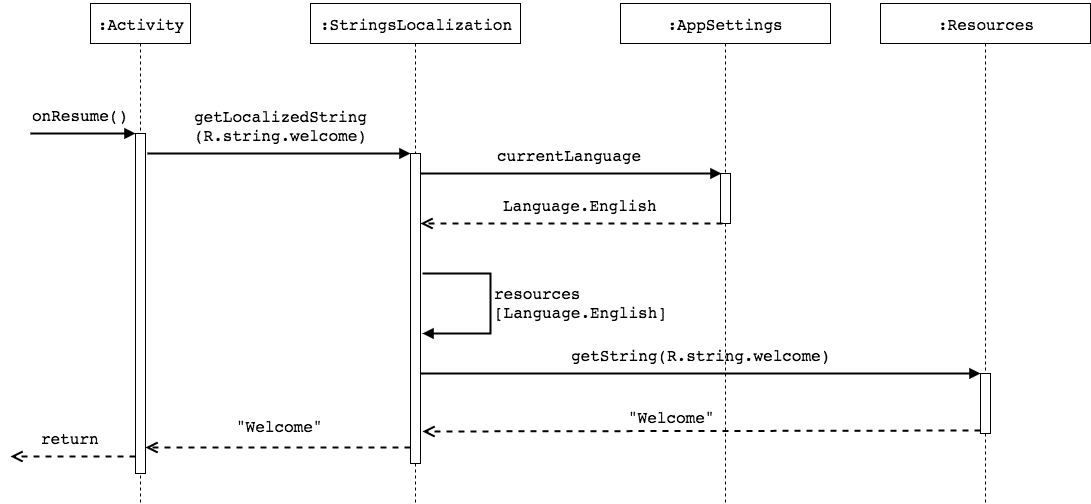 :Activity
:StringsLocalization
:AppSettings
:Resources
onResume()
getLocalizedString
(R.string.welcome)
currentLanguage
Language.English
resources
[Language.English]
getString(R.string.welcome)
"Welcome"
"Welcome"
return